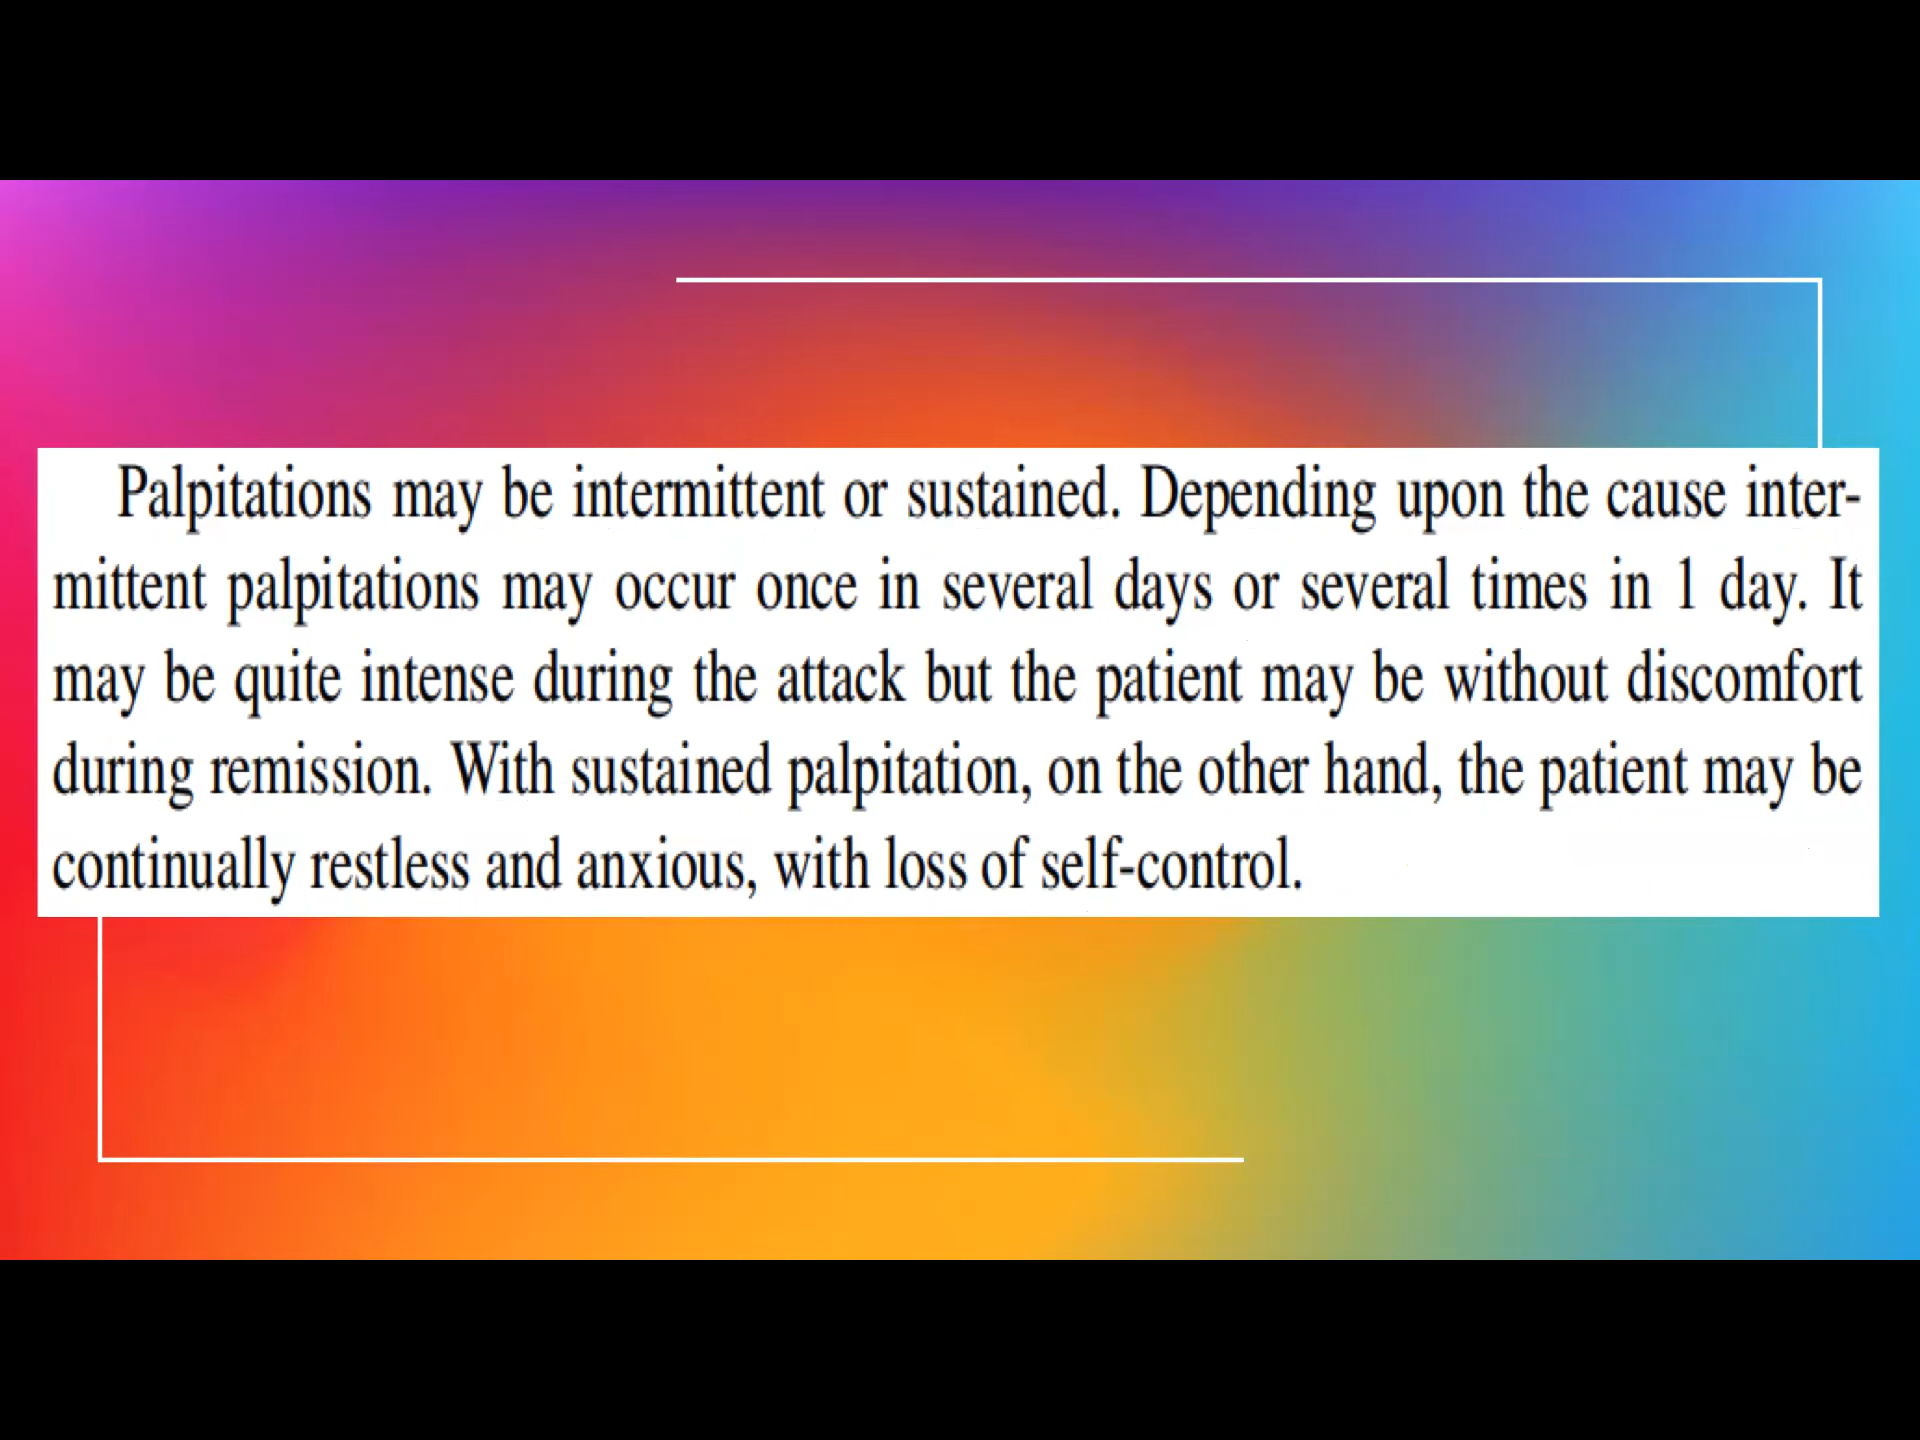 Palpitations may be intermittent or sustained. Depending upon the cause inter-
mittent palpitations may occur once in several days or several times in 1 day. It
may be quite intense during the attack but the patient may be without discomfort
during remission. With sustained palpitation, on the other hand, the patient may be
continually restless and anxious, with loss of self-control.